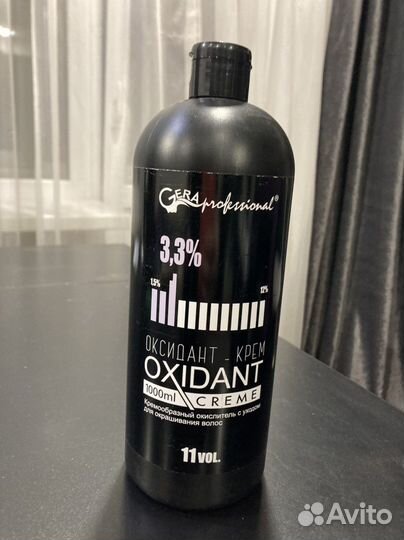 GERA professional®
3,3%
1.5% 12%
ОКСИДАНТ - КРЕМ
OXIDANT
1000ml CREME
Кремообразный окислитель с уходом
для окрашивания волос
11 VOL.
Avito